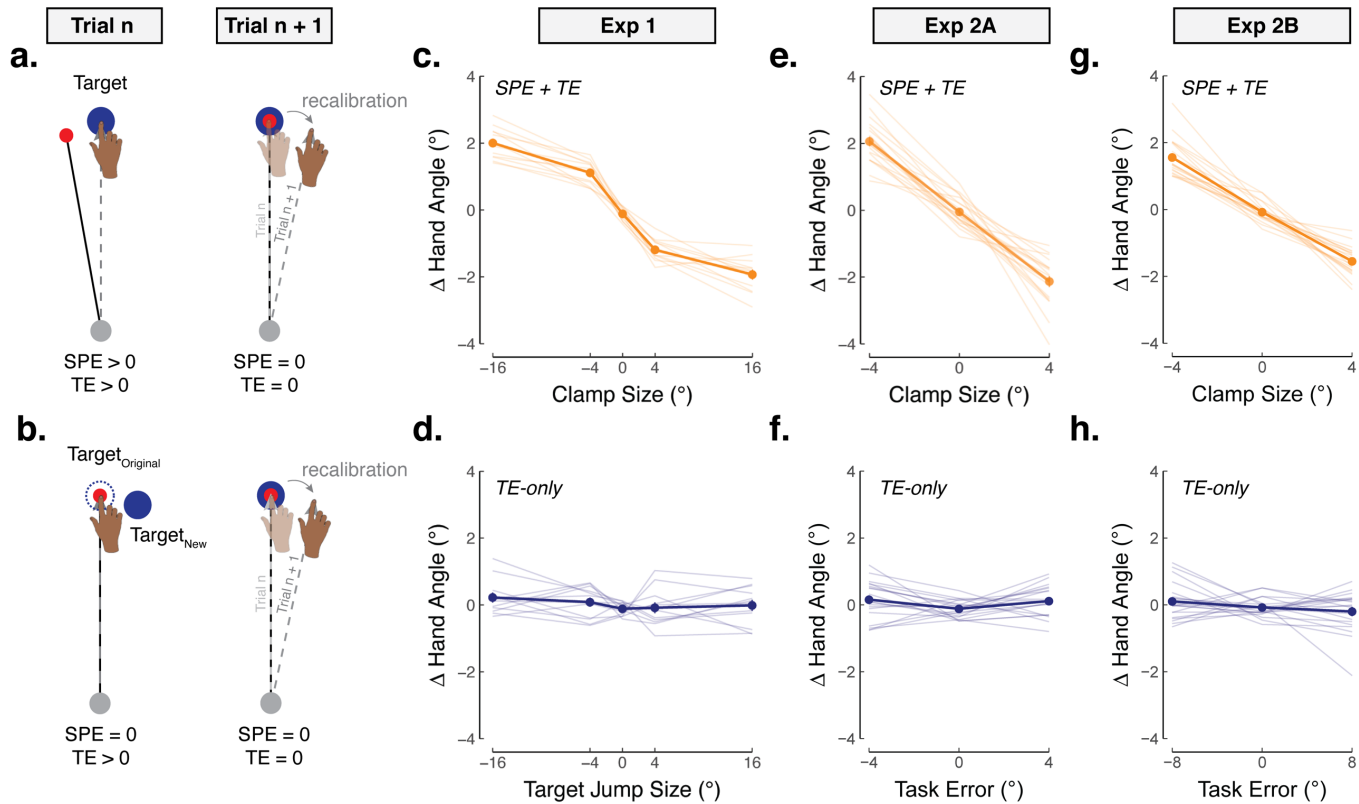 Trial n
Trial n + 1
Exp 1
Exp 2A
Exp 2B
a.
Target
recalibration
Trial n
Trial n + 1
SPE > 0
TE > 0
SPE = 0
TE = 0
c.
SPE + TE
Δ Hand Angle (°)
4
2
0
−2
−4
−16
−4
0
4
16
Clamp Size (°)
e.
SPE + TE
Δ Hand Angle (°)
4
2
0
−2
−4
−4
0
4
Clamp Size (°)
g.
SPE + TE
Δ Hand Angle (°)
4
2
0
−2
−4
−8
−4
0
4
8
Clamp Size (°)
b.
TargetOriginal
TargetNew
recalibration
Trial n
Trial n + 1
SPE = 0
TE > 0
SPE = 0
TE = 0
d.
TE-only
Δ Hand Angle (°)
4
2
0
−2
−4
−16
−4
0
4
16
Target Jump Size (°)
f.
TE-only
Δ Hand Angle (°)
4
2
0
−2
−4
−4
0
4
Task Error (°)
h.
TE-only
Δ Hand Angle (°)
4
2
0
−2
−4
−8
0
8
Task Error (°)